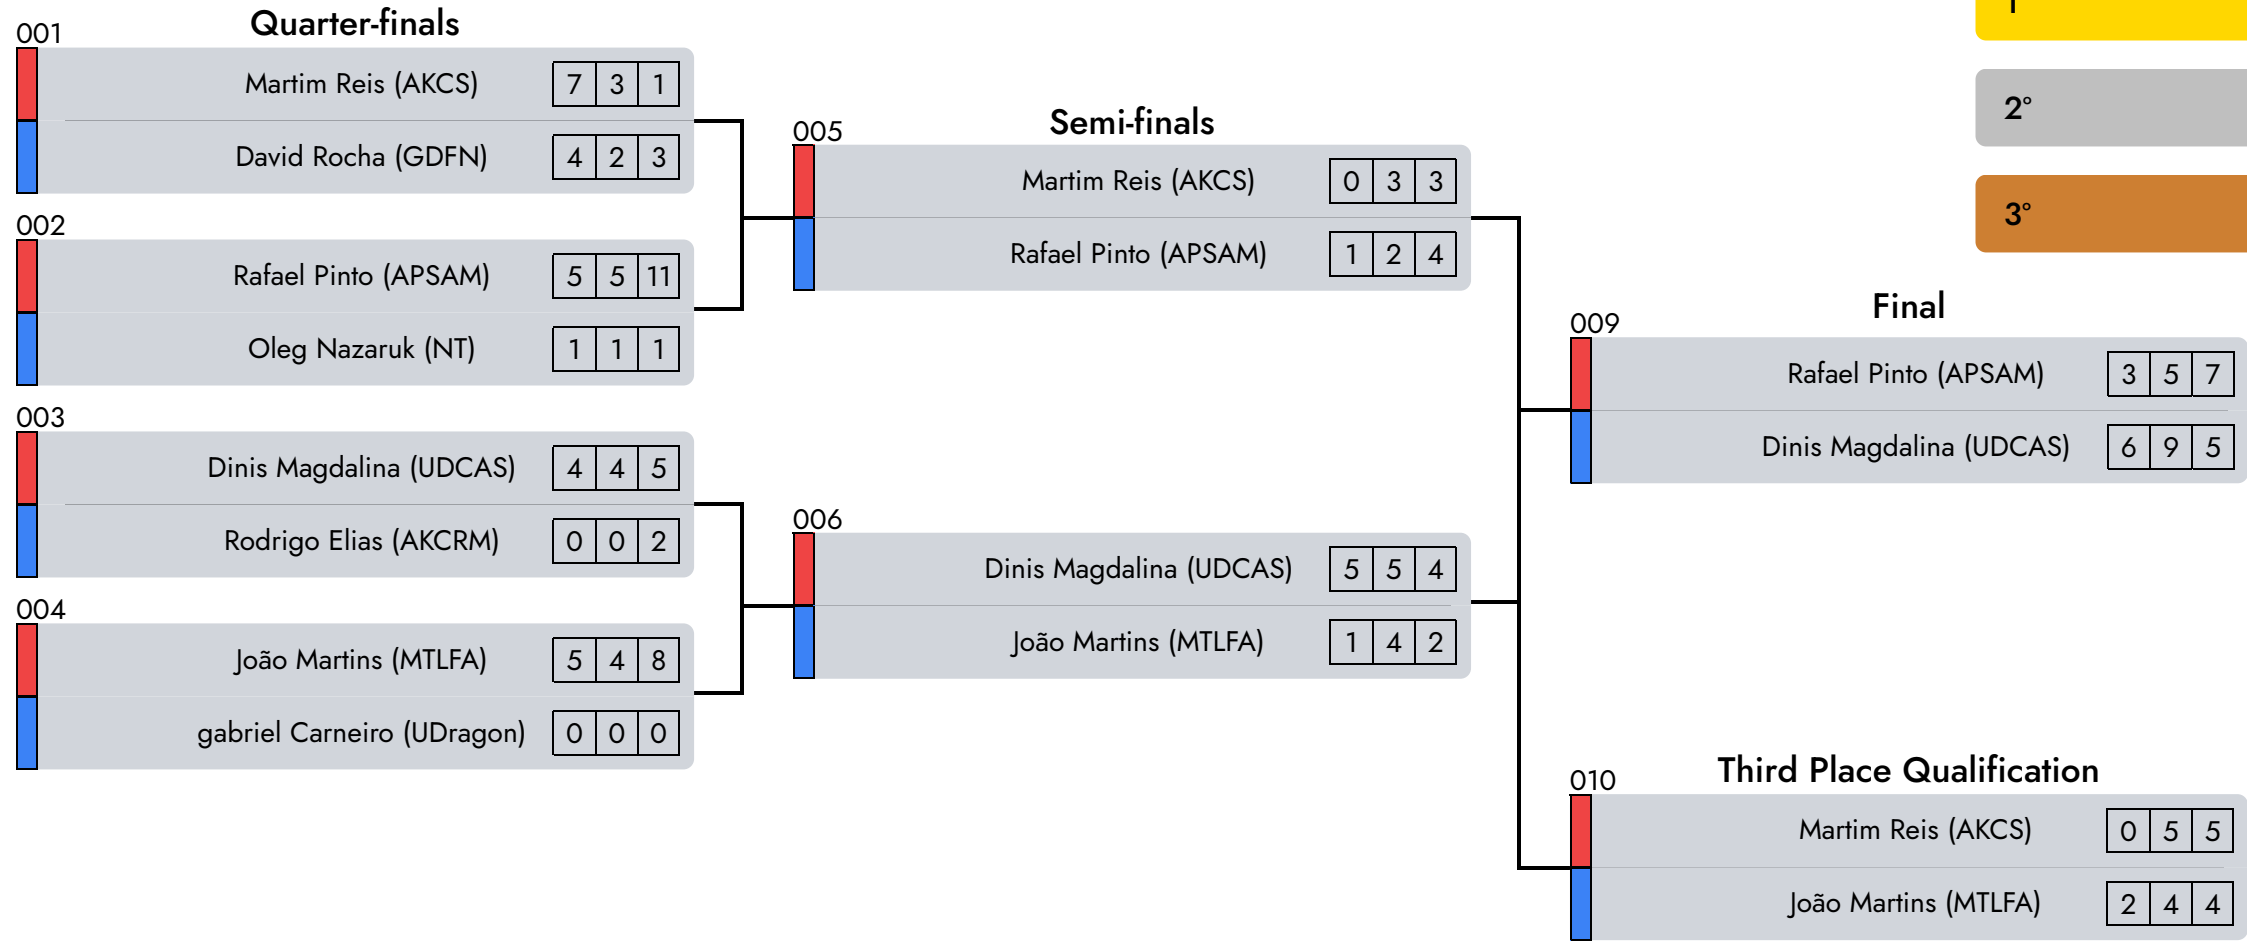 Quarter-finals
001
Martim Reis (AKCS) 7 3 1
David Rocha (GDFN) 4 2 3
002
Rafael Pinto (APSAM) 5 5 11
Oleg Nazaruk (NT) 1 1 1
003
Dinis Magdalina (UDCAS) 4 4 5
Rodrigo Elias (AKCRM) 0 0 2
004
João Martins (MTLFA) 5 4 8
gabriel Carneiro (UDragon) 0 0 0
Semi-finals
005
Martim Reis (AKCS) 0 3 3
Rafael Pinto (APSAM) 1 2 4
006
Dinis Magdalina (UDCAS) 5 5 4
João Martins (MTLFA) 1 4 2
2°
3°
Final
009
Rafael Pinto (APSAM) 3 5 7
Dinis Magdalina (UDCAS) 6 9 5
Third Place Qualification
010
Martim Reis (AKCS) 0 5 5
João Martins (MTLFA) 2 4 4